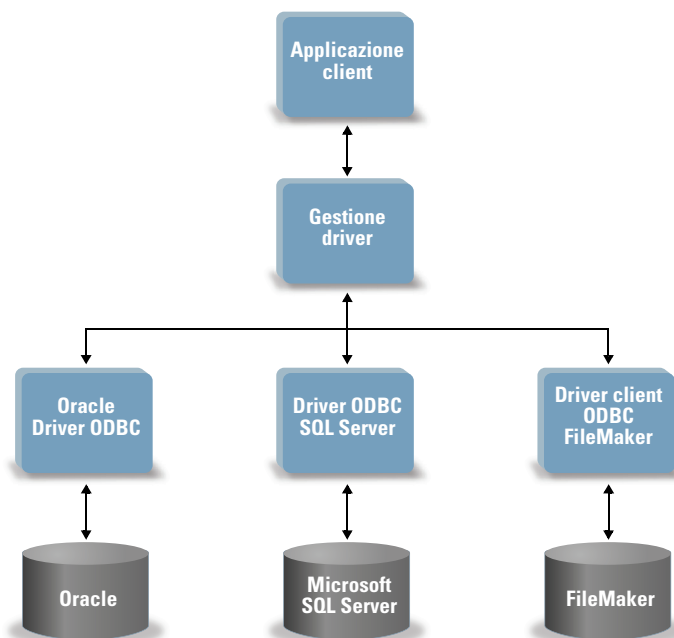 Applicazione
client
Gestione
driver
Oracle
Driver ODBC
Driver ODBC
SQL Server
Driver client
ODBC
FileMaker
Oracle
Microsoft
SQL Server
FileMaker